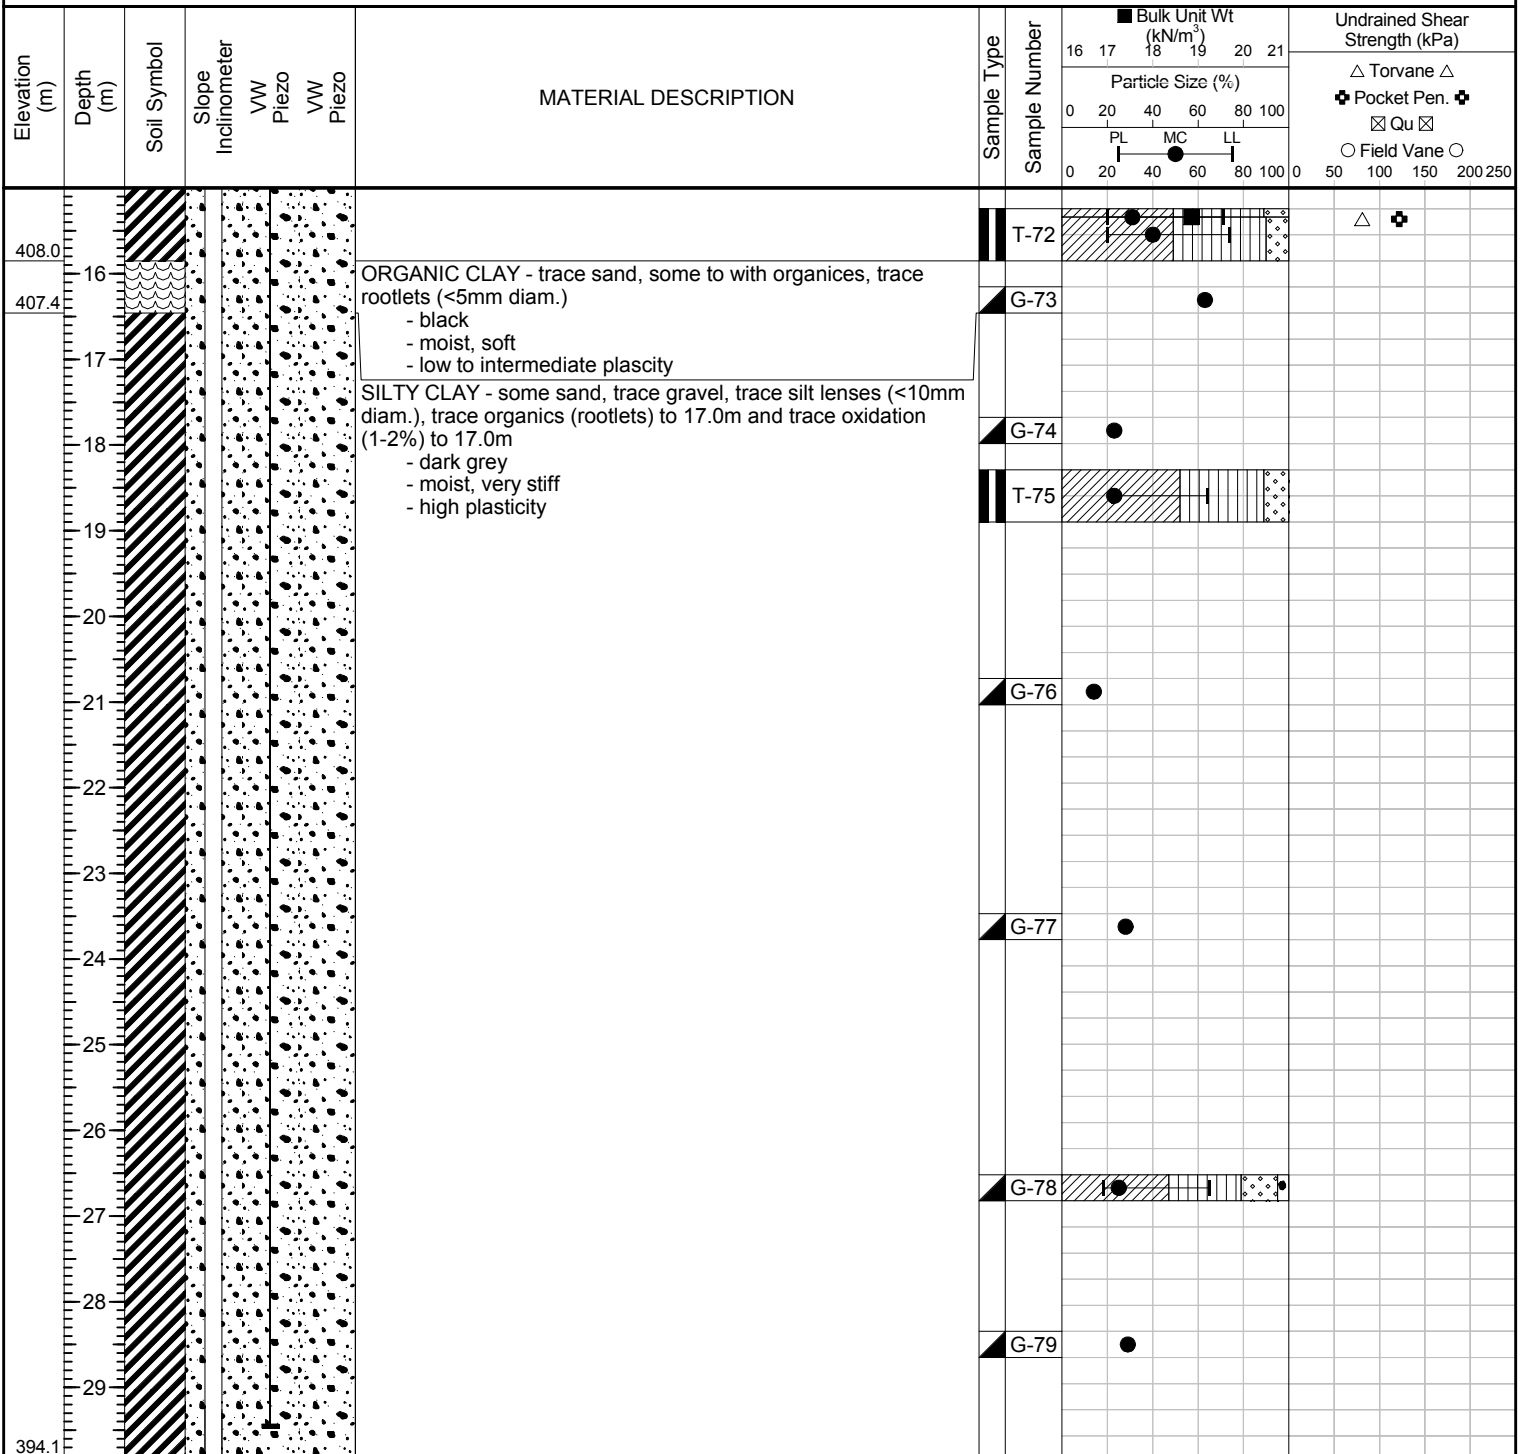 Elevation
(m)
Depth
(m)
Soil Symbol
Slope
Inclinometer
VW
Piezo
VW
Piezo
MATERIAL DESCRIPTION
Sample Type
Sample Number
Bulk Unit Wt
(kN/m³)
16 17 18 19 20 21
Particle Size (%)
0 20 40 60 80 100
PL MC LL
0 20 40 60 80 100
Undrained Shear
Strength (kPa)
Torvane
Pocket Pen.
Qu
Field Vane
0 50 100 150 200 250
T-72
408.0
16
ORGANIC CLAY - trace sand, some to with organices, trace
rootlets (<5mm diam.)
- black
- moist, soft
- low to intermediate plascity
G-73
407.4
17
SILTY CLAY - some sand, trace gravel, trace silt lenses (<10mm
diam.), trace organics (rootlets) to 17.0m and trace oxidation
(1-2%) to 17.0m
- dark grey
- moist, very stiff
- high plasticity
G-74
18
T-75
19
20
G-76
21
22
23
G-77
24
25
26
G-78
27
28
G-79
29
394.1